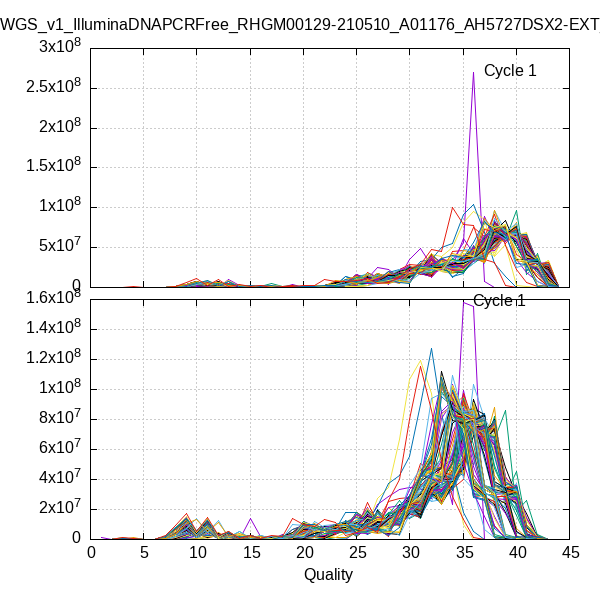 WGS_v1_IlluminaDNAPCRFree_RHGM00129-210510_A01176_AH5727DSX2-EXT
3x10⁸
2.5x10⁸
2x10⁸
1.5x10⁸
1x10⁸
5x10⁷
0
Cycle 1
1.6x10⁸
1.4x10⁸
1.2x10⁸
1x10⁸
8x10⁷
6x10⁷
4x10⁷
2x10⁷
0
Cycle 1
0 5 10 15 20 25 30 35 40 45
Quality